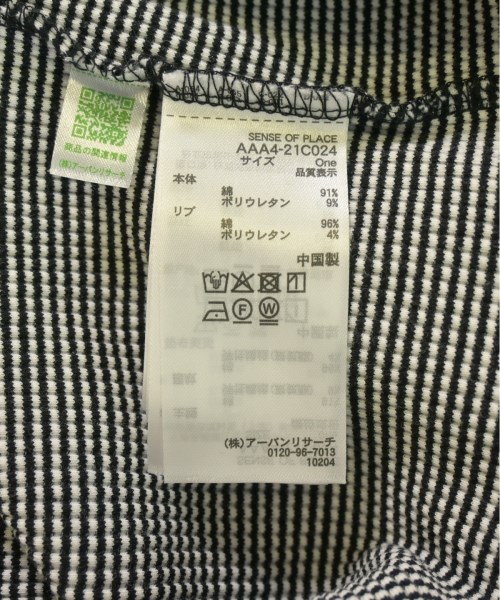 商品の関連情報
(株)アーバンリサーチ
SENSE OF PLACE
AAA4-21C024
サイズ One
品質表示
本体
綿 91%
ポリウレタン 9%
リブ
綿 96%
ポリウレタン 4%
中国製
(株)アーバンリサーチ
0120-96-7013
10204